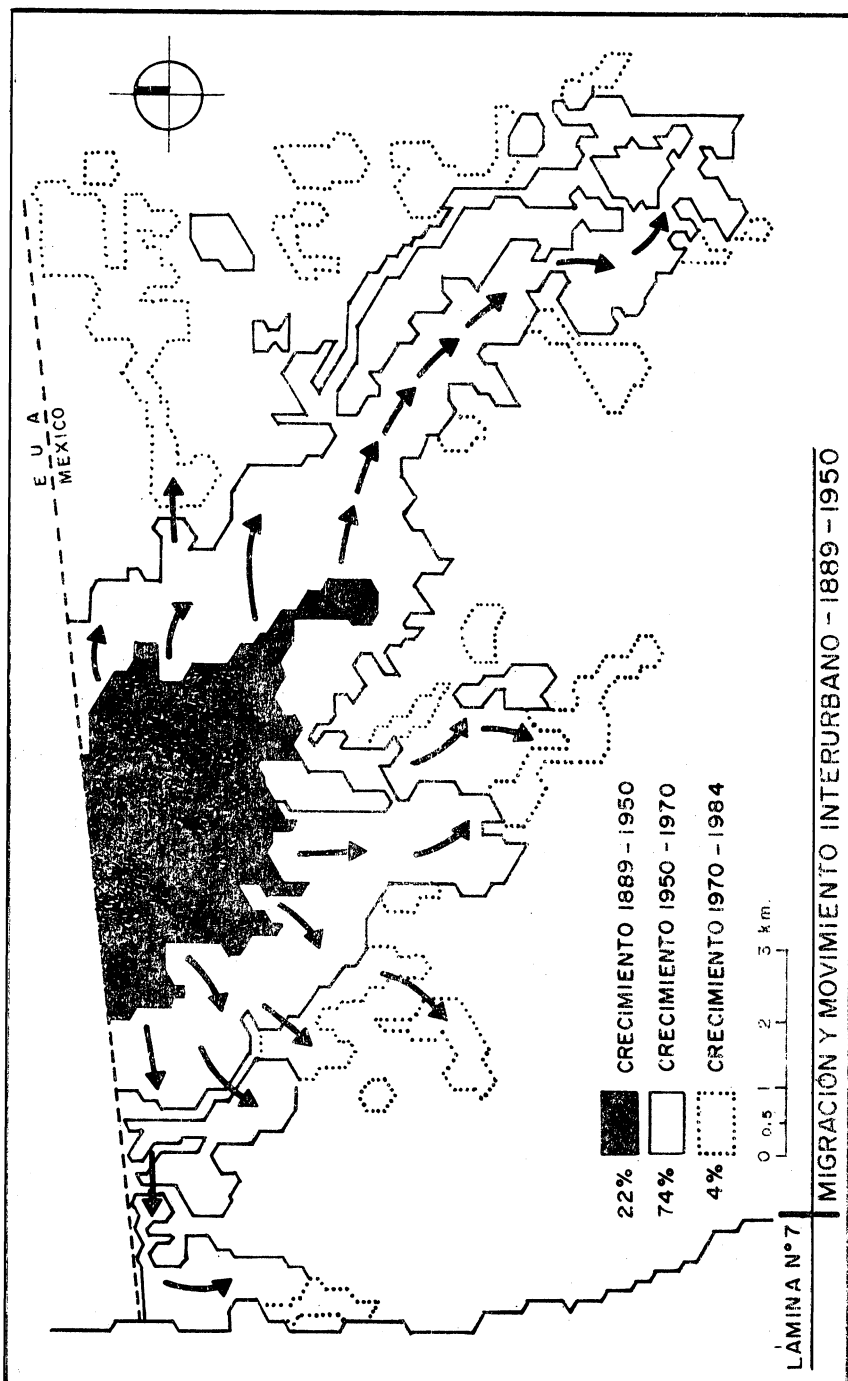 E U A
MEXICO
22% CRECIMIENTO 1889-1950
74% CRECIMIENTO 1950-1970
4% CRECIMIENTO 1970-1984
0 0.5 1 2 3 km.
LÁMINA N° 7
MIGRACIÓN Y MOVIMIENTO INTERURBANO - 1889-1950